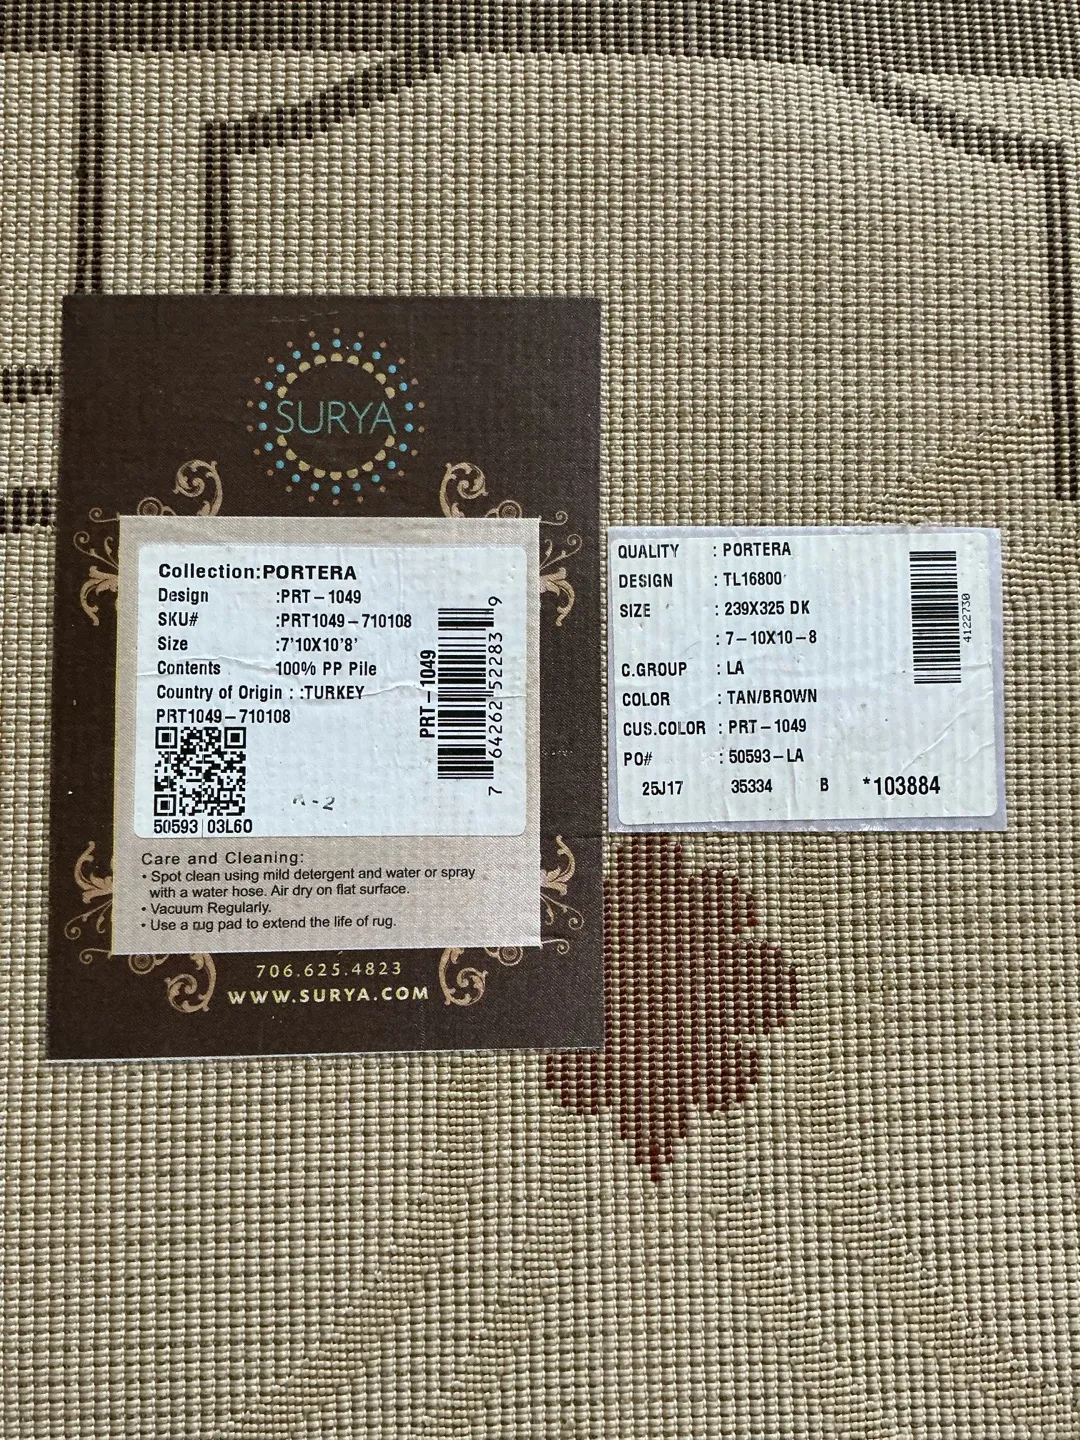 SURYA
Collection:PORTERA
Design :PRT-1049
SKU# :PRT1049-710108
Size :7'10X10'8'
Contents 100% PP Pile
Country of Origin : :TURKEY
PRT1049-710108
50593 03L60
PRT-1049
7 64262 52283 9
Care and Cleaning:
• Spot clean using mild detergent and water or spray
with a water hose. Air dry on flat surface.
• Vacuum Regularly.
• Use a rug pad to extend the life of rug.
706.625.4823
WWW.SURYA.COM
QUALITY : PORTERA
DESIGN : TL16800
SIZE : 239X325 DK
: 7-10X10-8
C.GROUP : LA
COLOR : TAN/BROWN
CUS.COLOR : PRT-1049
PO# : 50593-LA
25J17 35334 B *103884
4122730